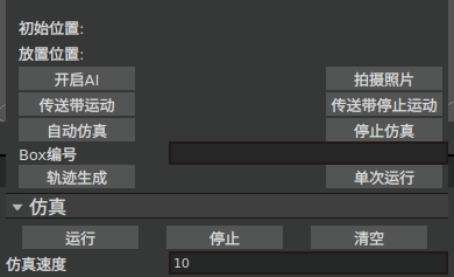 初始位置:
放置位置:
开启AI 拍摄照片
传送带运动 传送带停止运动
自动仿真 停止仿真
Box编号
轨迹生成 单次运行
仿真
运行 停止 清空
仿真速度 10